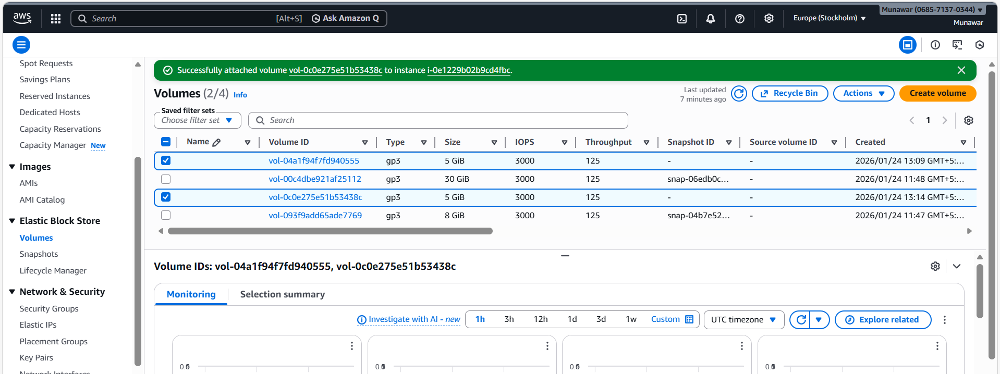 aws
Search [Alt+S] Ask Amazon Q
Europe (Stockholm)
Munawar (0685-7137-0344)
Munawar
Spot Requests
Savings Plans
Reserved Instances
Dedicated Hosts
Capacity Reservations
Capacity Manager New
Images
AMIs
AMI Catalog
Elastic Block Store
Volumes
Snapshots
Lifecycle Manager
Network & Security
Security Groups
Elastic IPs
Placement Groups
Key Pairs
Network Interfaces
Successfully attached volume vol-0c0e275e51b53438c to instance i-0e1229b02b9cd4fbc.
Volumes (2/4) Info
Last updated
7 minutes ago
Recycle Bin
Actions
Create volume
Saved filter sets
Choose filter set
Search
1
Name Volume ID Type Size IOPS Throughput Snapshot ID Source volume ID Created
vol-04a1f94f7fd940555 gp3 5 GiB 3000 125 - - 2026/01/24 13:09 GMT+5:...
vol-00c4dbe921af25112 gp3 30 GiB 3000 125 snap-06edb0c... - 2026/01/24 11:48 GMT+5:...
vol-0c0e275e51b53438c gp3 5 GiB 3000 125 - - 2026/01/24 13:14 GMT+5:...
vol-093f9add65ade7769 gp3 8 GiB 3000 125 snap-04b7e52... - 2026/01/24 11:47 GMT+5:...
Volume IDs: vol-04a1f94f7fd940555, vol-0c0e275e51b53438c
Monitoring Selection summary
Investigate with AI - new 1h 3h 12h 1d 3d 1w Custom UTC timezone Explore related